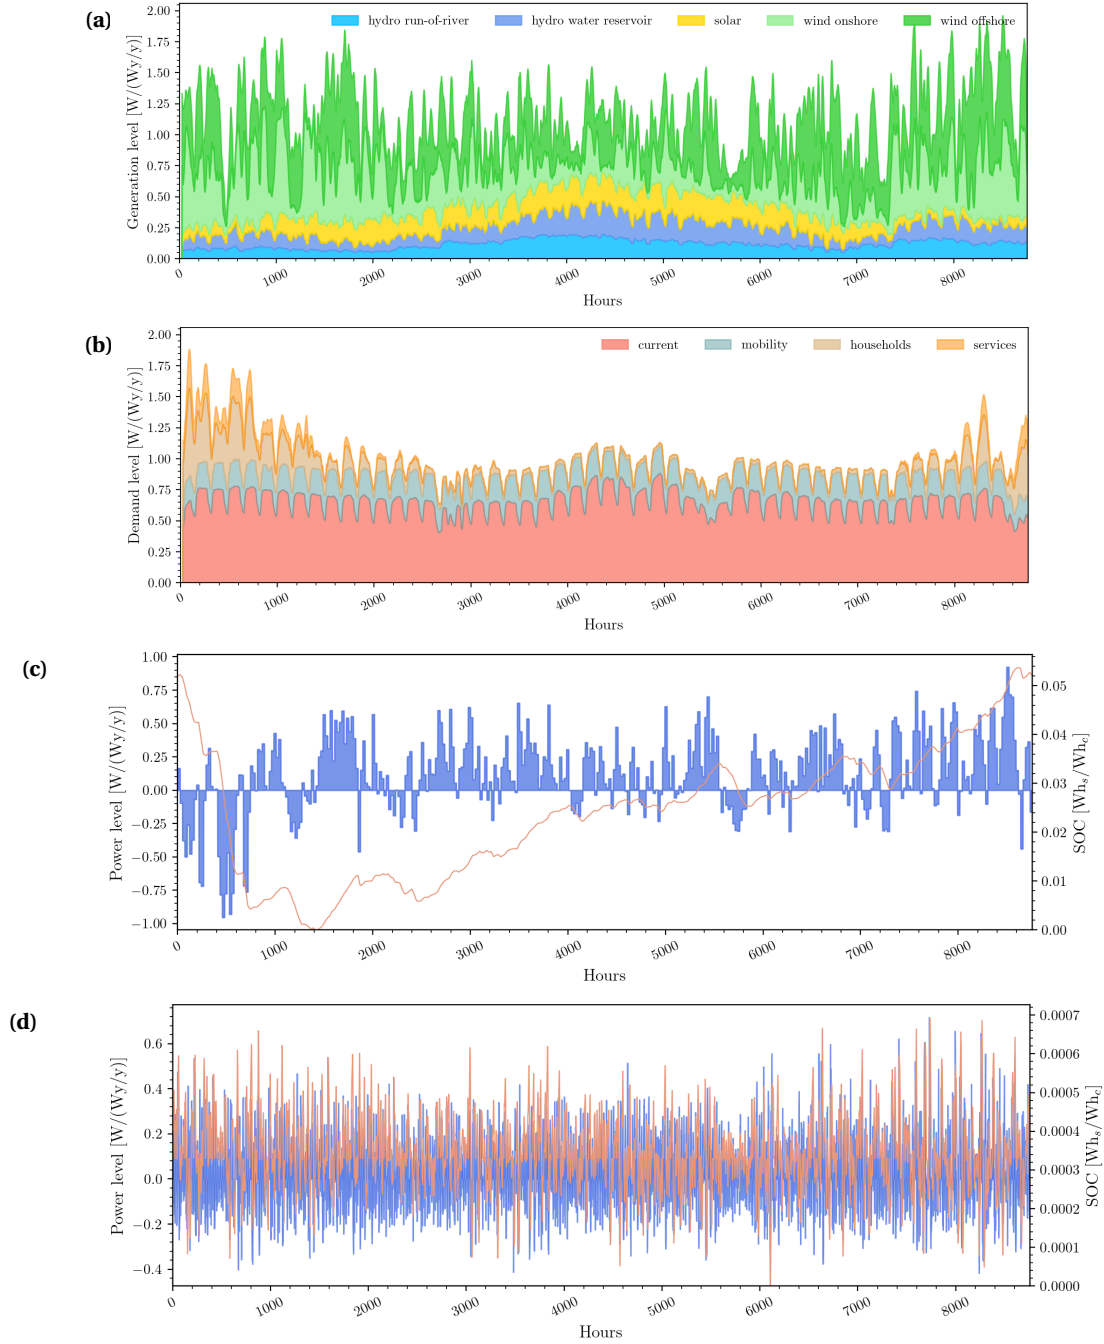 (a)
hydro run-of-river hydro water reservoir solar wind onshore wind offshore
Generation level [W/(Wy/y)]
2.00
1.75
1.50
1.25
1.00
0.75
0.50
0.25
0.00
0 1000 2000 3000 4000 5000 6000 7000 8000
Hours
(b)
current mobility households services
Demand level [W/(Wy/y)]
2.00
1.75
1.50
1.25
1.00
0.75
0.50
0.25
0.00
0 1000 2000 3000 4000 5000 6000 7000 8000
Hours
(c)
Power level [W/(Wy/y)]
1.00
0.75
0.50
0.25
0.00
−0.25
−0.50
−0.75
−1.00
0.05
0.04
0.03
0.02
0.01
0.00
SOC [Wh_s/Wh_c]
0 1000 2000 3000 4000 5000 6000 7000 8000
Hours
(d)
Power level [W/(Wy/y)]
0.6
0.4
0.2
0.0
−0.2
−0.4
0.0007
0.0006
0.0005
0.0004
0.0003
0.0002
0.0001
0.0000
SOC [Wh_s/Wh_c]
0 1000 2000 3000 4000 5000 6000 7000 8000
Hours